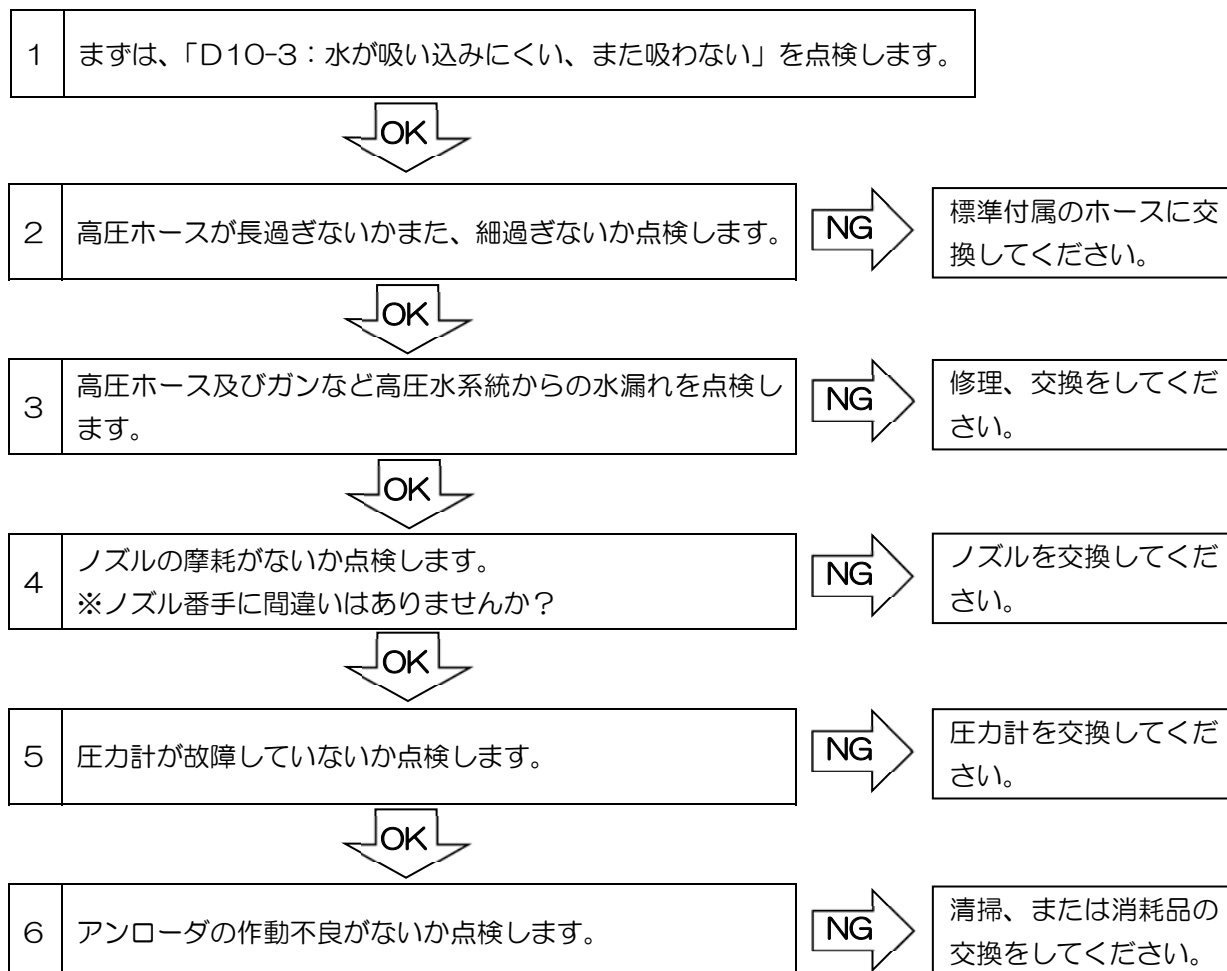 1 まずは、「D10-3：水が吸い込みにくい、また吸わない」を点検します。
OK
2 高圧ホースが長過ぎないかまた、細過ぎないか点検します。
NG
標準付属のホースに交
換してください。
OK
3 高圧ホース及びガンなど高圧水系統からの水漏れを点検し
ます。
NG
修理、交換をしてくだ
さい。
OK
4 ノズルの摩耗がないか点検します。
※ノズル番手に間違いはありませんか？
NG
ノズルを交換してくだ
さい。
OK
5 圧力計が故障していないか点検します。
NG
圧力計を交換してくだ
さい。
OK
6 アンローダの作動不良がないか点検します。
NG
清掃、または消耗品の
交換をしてください。